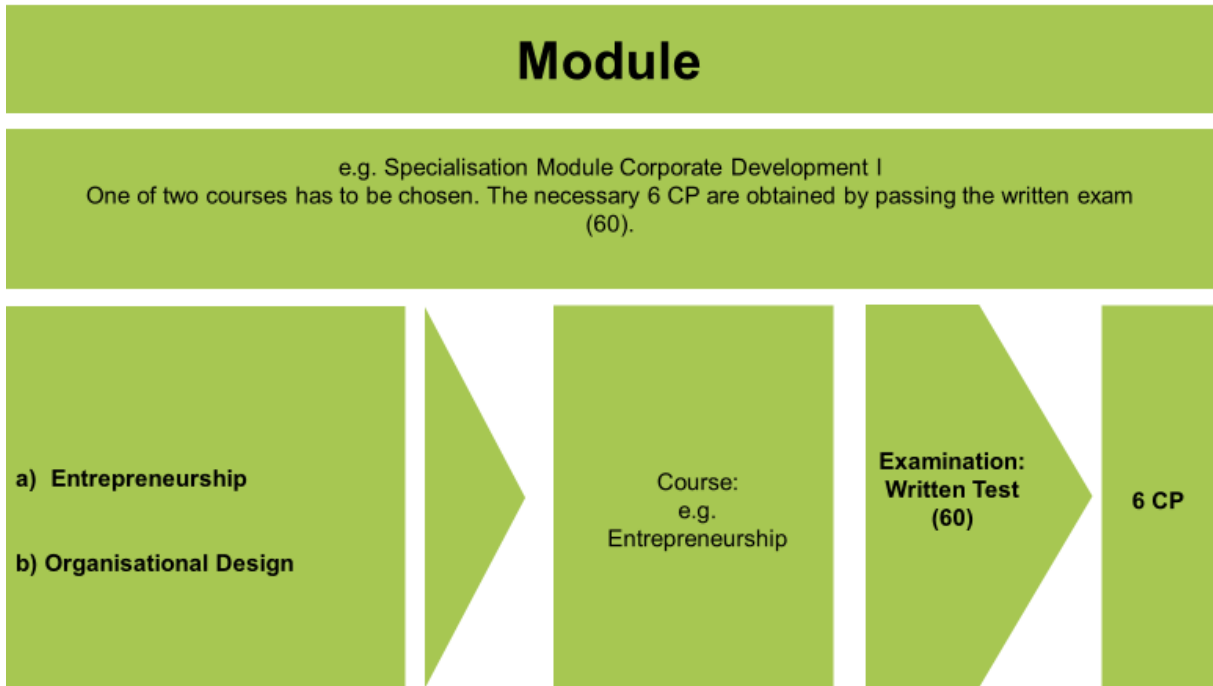 Module
e.g. Specialisation Module Corporate Development I
One of two courses has to be chosen. The necessary 6 CP are obtained by passing the written exam
(60).
a) Entrepreneurship
b) Organisational Design
Course:
e.g.
Entrepreneurship
Examination:
Written Test
(60)
6 CP